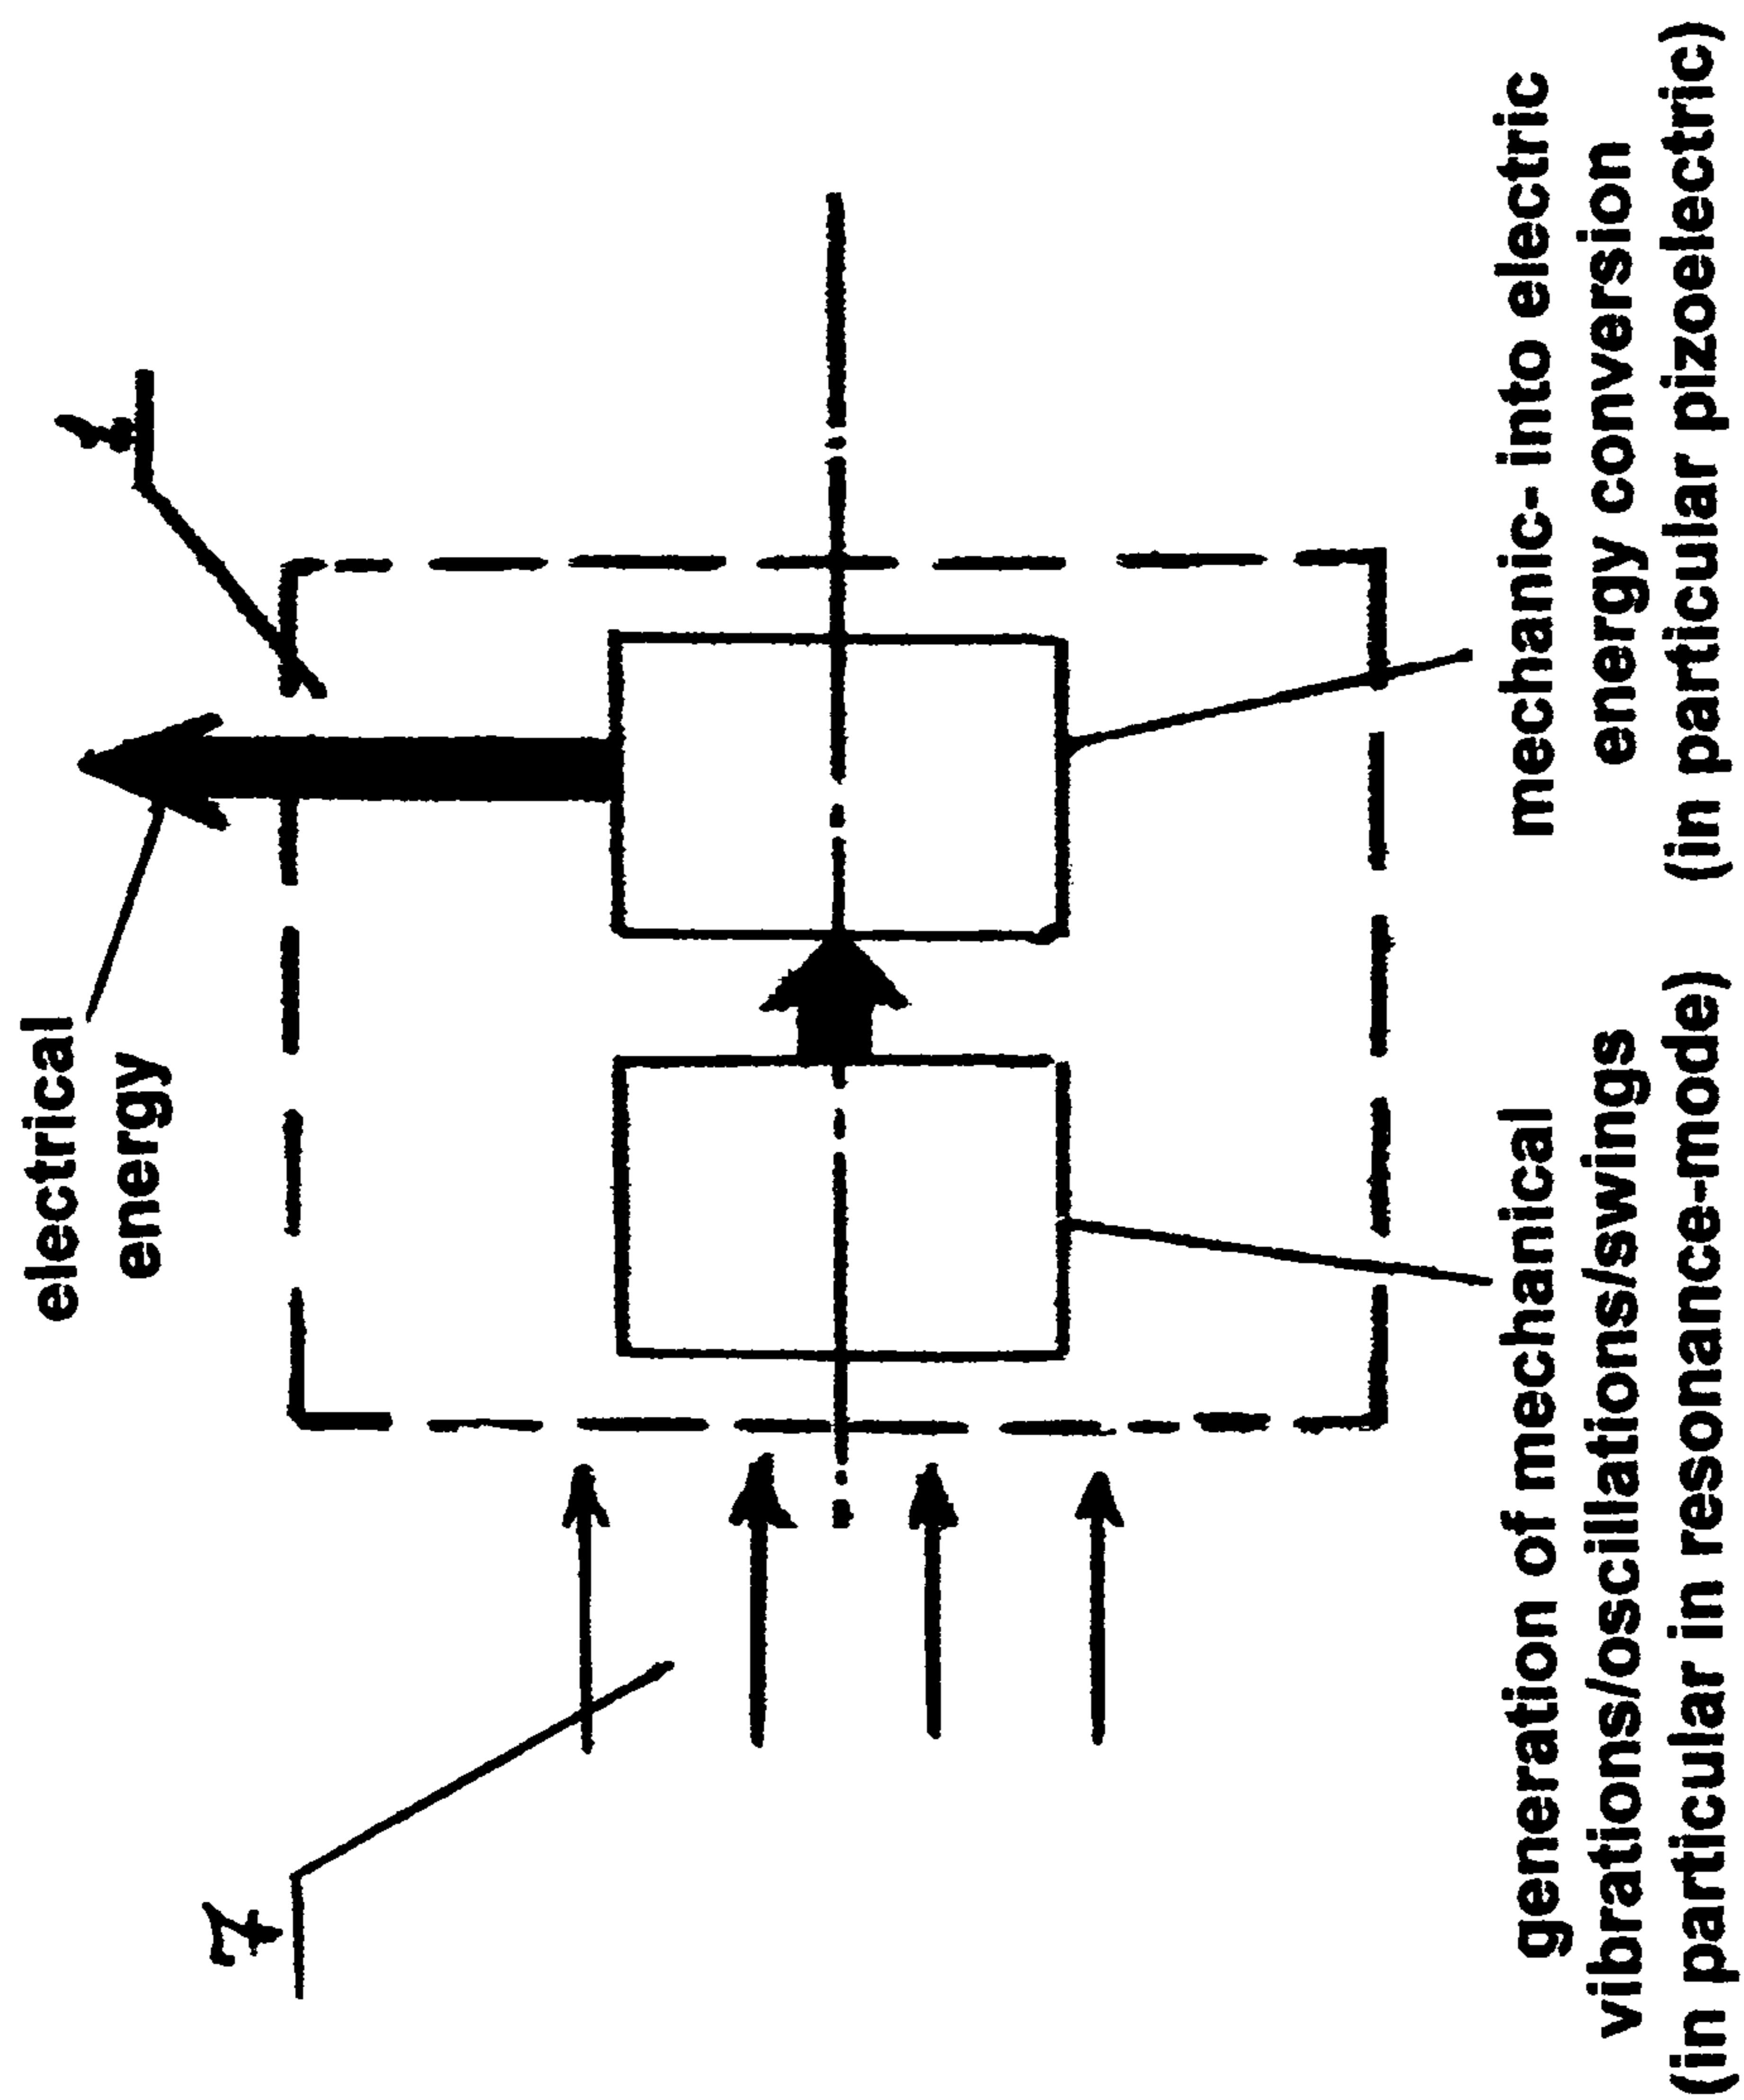 electrical
energy
7
generation of mechanical
vibrations/oscillations/swings
(in particular in resonance-mode)
mechanic- into electric
energy conversion
(in particular pizoelectric)